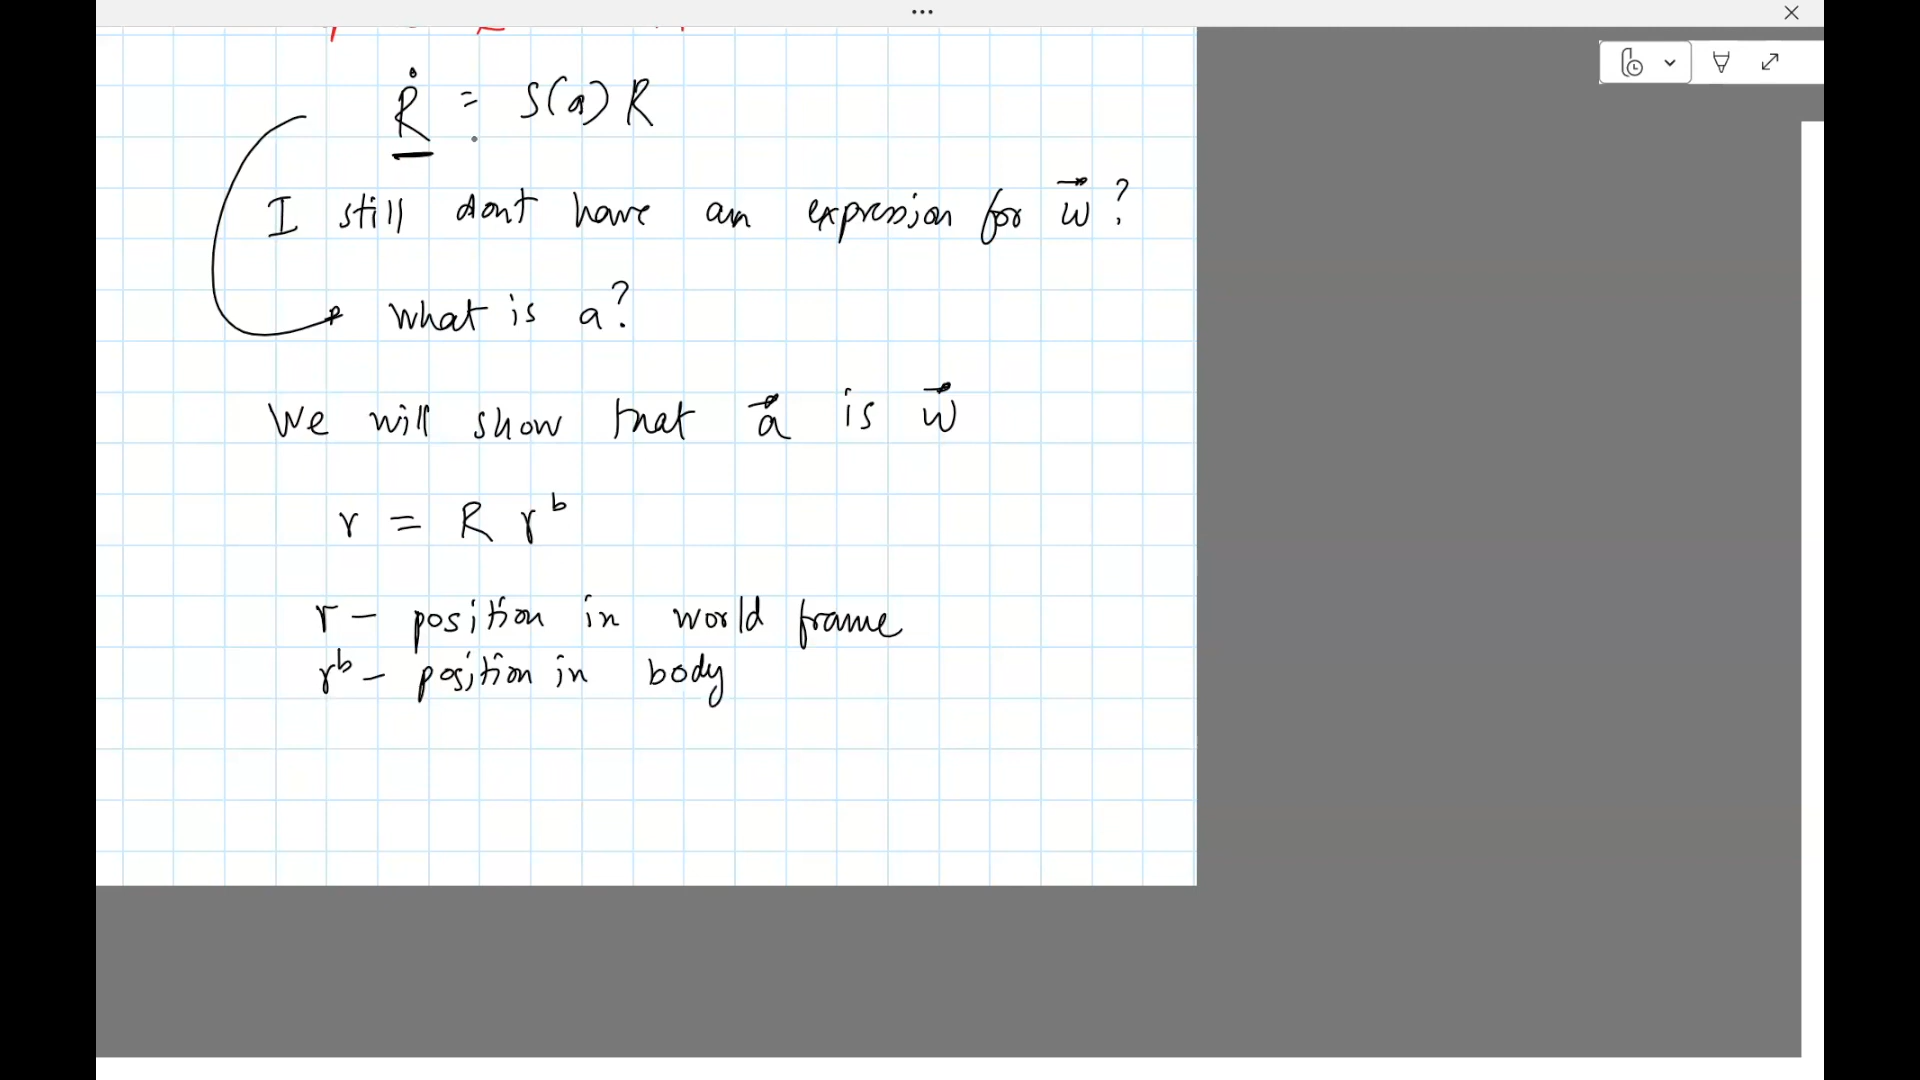 Ṙ = S(a) R
I still dont have an expression for w⃗ ?
what is a?
We will show that a⃗ is w⃗
r = R r^b
r – position in world frame
r^b – position in body